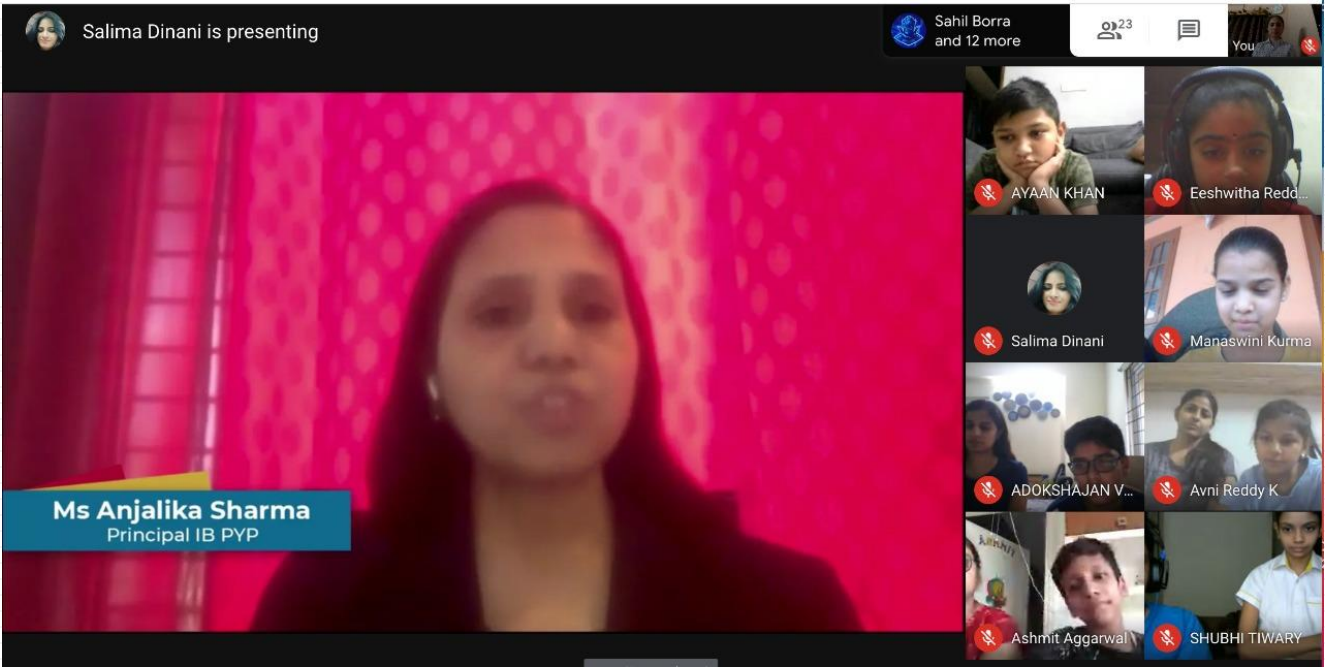 Salima Dinani is presenting
Sahil Borra
and 12 more
23
You
AYAAN KHAN
Eeshwitha Redd...
Salima Dinani
Manaswini Kurma
ADOKSHAJAN V...
Avni Reddy K
Ms Anjalika Sharma
Principal IB PYP
Ashmit Aggarwal
SHUBHI TIWARY